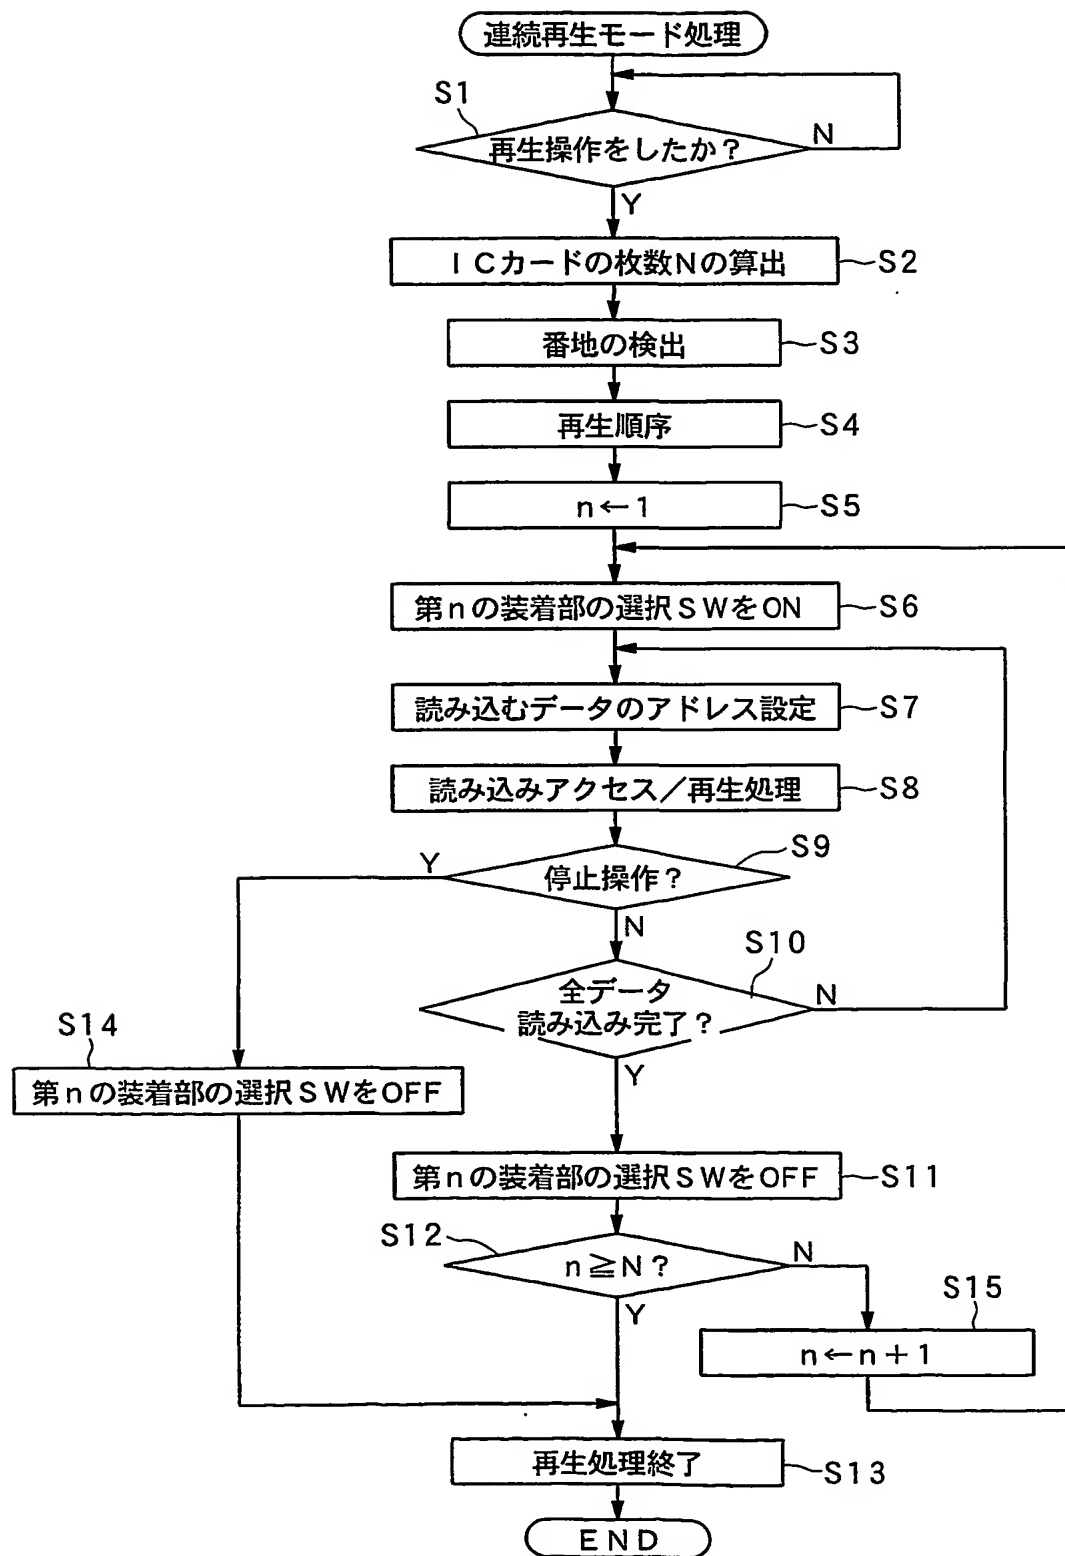 連続再生モード処理
S1
再生操作をしたか？
N
Y
ICカードの枚数Nの算出
S2
番地の検出
S3
再生順序
S4
n←1
S5
第nの装着部の選択SWをON
S6
読み込むデータのアドレス設定
S7
読み込みアクセス／再生処理
S8
S9
Y
停止操作？
N
S10
全データ
読み込み完了？
N
Y
S14
第nの装着部の選択SWをOFF
第nの装着部の選択SWをOFF
S11
S12
n≧N？
N
Y
S15
n←n+1
再生処理終了
S13
END